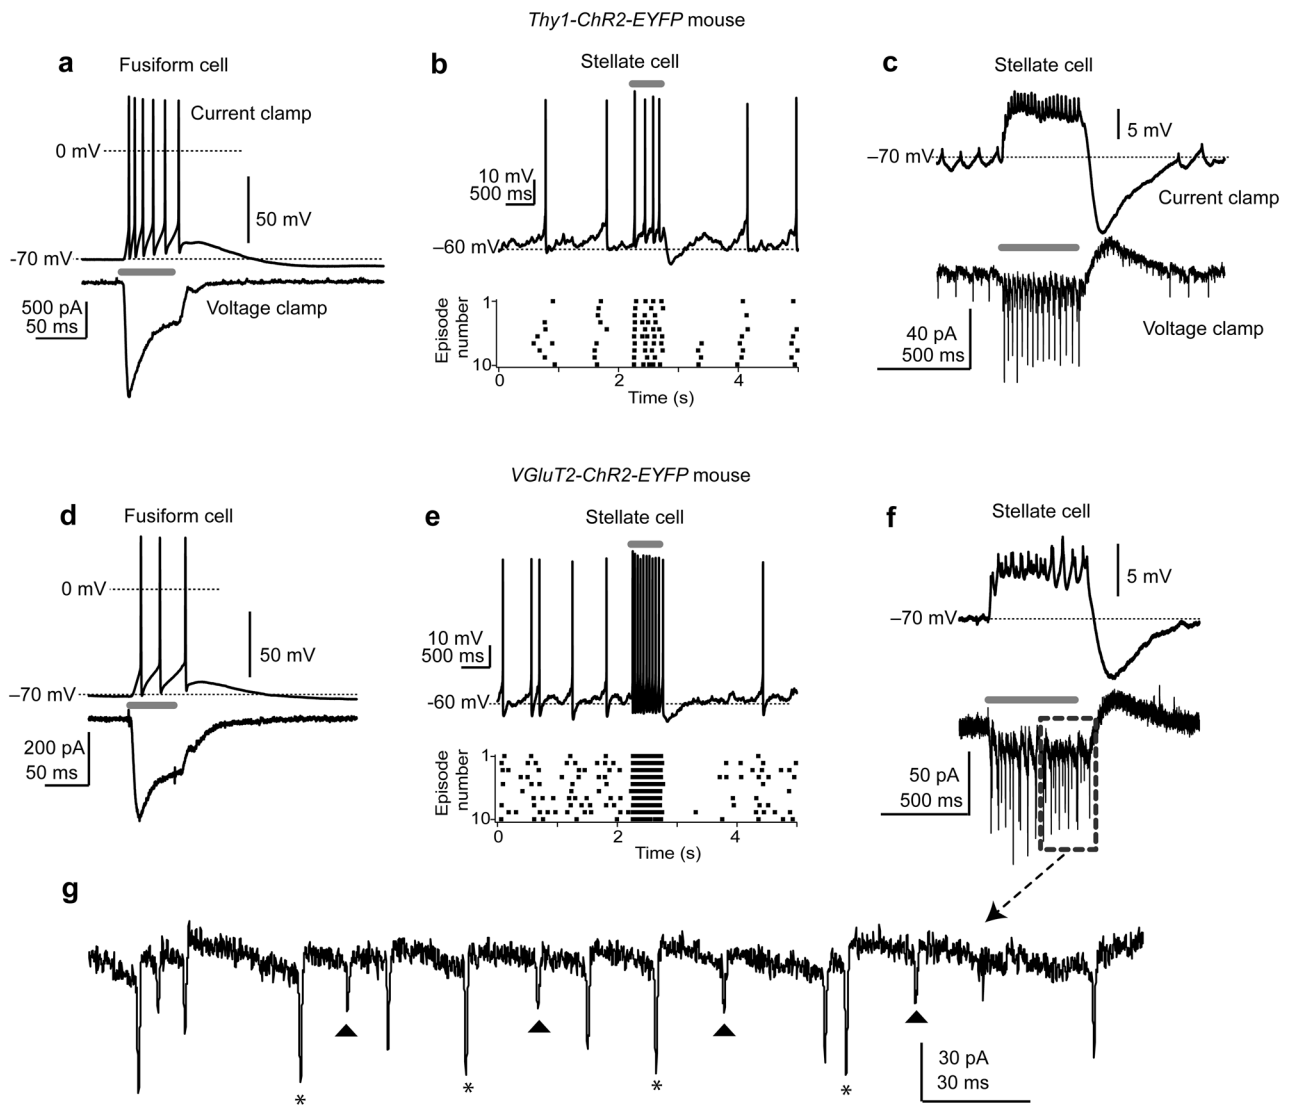 Thy1-ChR2-EYFP mouse
a
Fusiform cell
Current clamp
0 mV
50 mV
-70 mV
500 pA
50 ms
Voltage clamp
b
Stellate cell
10 mV
500 ms
–60 mV
Episode
number
1
10
0
2
4
Time (s)
c
Stellate cell
5 mV
–70 mV
Current clamp
40 pA
500 ms
Voltage clamp
VGluT2-ChR2-EYFP mouse
d
Fusiform cell
0 mV
50 mV
–70 mV
200 pA
50 ms
e
Stellate cell
10 mV
500 ms
-60 mV
Episode
number
1
10
0
2
4
Time (s)
f
Stellate cell
5 mV
–70 mV
50 pA
500 ms
g
* * * *
30 pA
30 ms